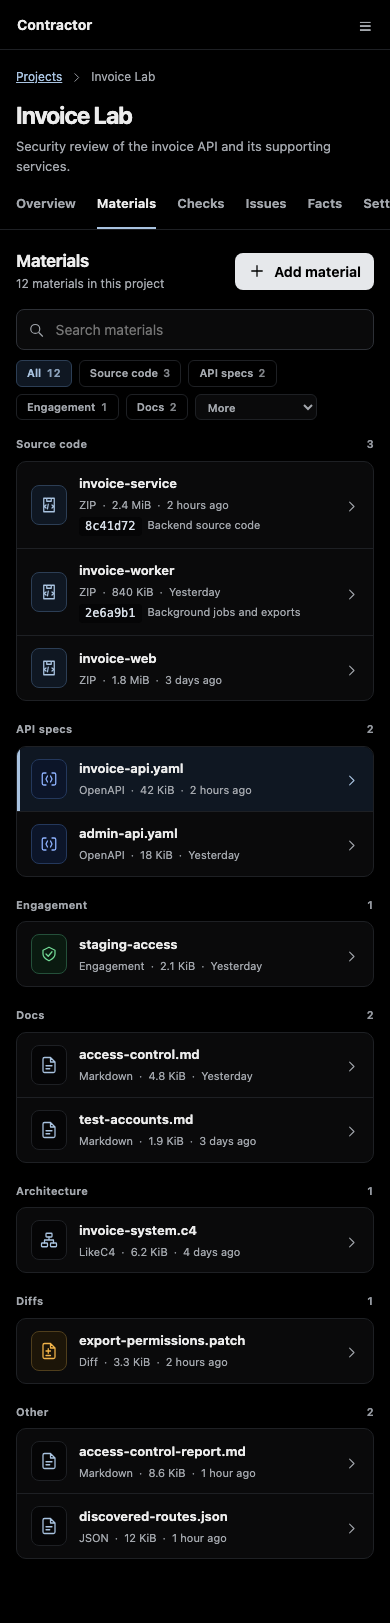 Contractor
Projects > Invoice Lab
Invoice Lab
Security review of the invoice API and its supporting
services.
Overview Materials Checks Issues Facts Sett
Materials
12 materials in this project
+ Add material
Search materials
All 12 Source code 3 API specs 2
Engagement 1 Docs 2 More
Source code 3
invoice-service
ZIP · 2.4 MiB · 2 hours ago
8c41d72 Backend source code
invoice-worker
ZIP · 840 KiB · Yesterday
2e6a9b1 Background jobs and exports
invoice-web
ZIP · 1.8 MiB · 3 days ago
API specs 2
invoice-api.yaml
OpenAPI · 42 KiB · 2 hours ago
admin-api.yaml
OpenAPI · 18 KiB · Yesterday
Engagement 1
staging-access
Engagement · 2.1 KiB · Yesterday
Docs 2
access-control.md
Markdown · 4.8 KiB · Yesterday
test-accounts.md
Markdown · 1.9 KiB · 3 days ago
Architecture 1
invoice-system.c4
LikeC4 · 6.2 KiB · 4 days ago
Diffs 1
export-permissions.patch
Diff · 3.3 KiB · 2 hours ago
Other 2
access-control-report.md
Markdown · 8.6 KiB · 1 hour ago
discovered-routes.json
JSON · 12 KiB · 1 hour ago